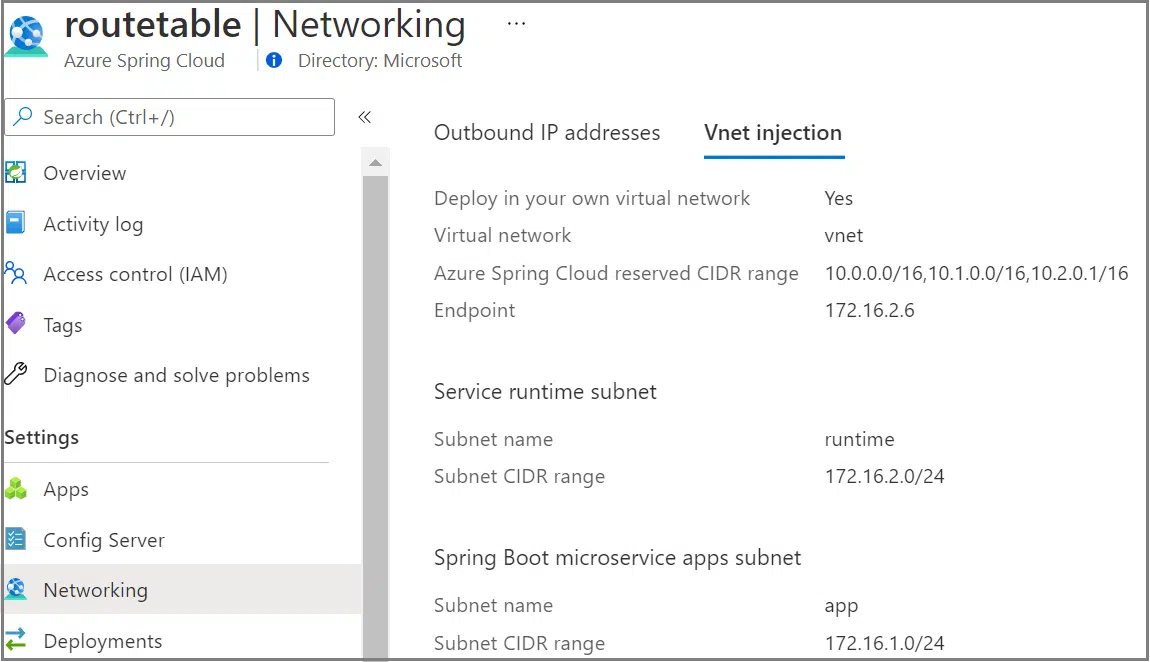 routetable | Networking ...
Azure Spring Cloud | Directory: Microsoft
Search (Ctrl+/) «
Overview
Activity log
Access control (IAM)
Tags
Diagnose and solve problems
Settings
Apps
Config Server
Networking
Deployments
Outbound IP addresses Vnet injection
Deploy in your own virtual network Yes
Virtual network vnet
Azure Spring Cloud reserved CIDR range 10.0.0.0/16,10.1.0.0/16,10.2.0.1/16
Endpoint 172.16.2.6
Service runtime subnet
Subnet name runtime
Subnet CIDR range 172.16.2.0/24
Spring Boot microservice apps subnet
Subnet name app
Subnet CIDR range 172.16.1.0/24